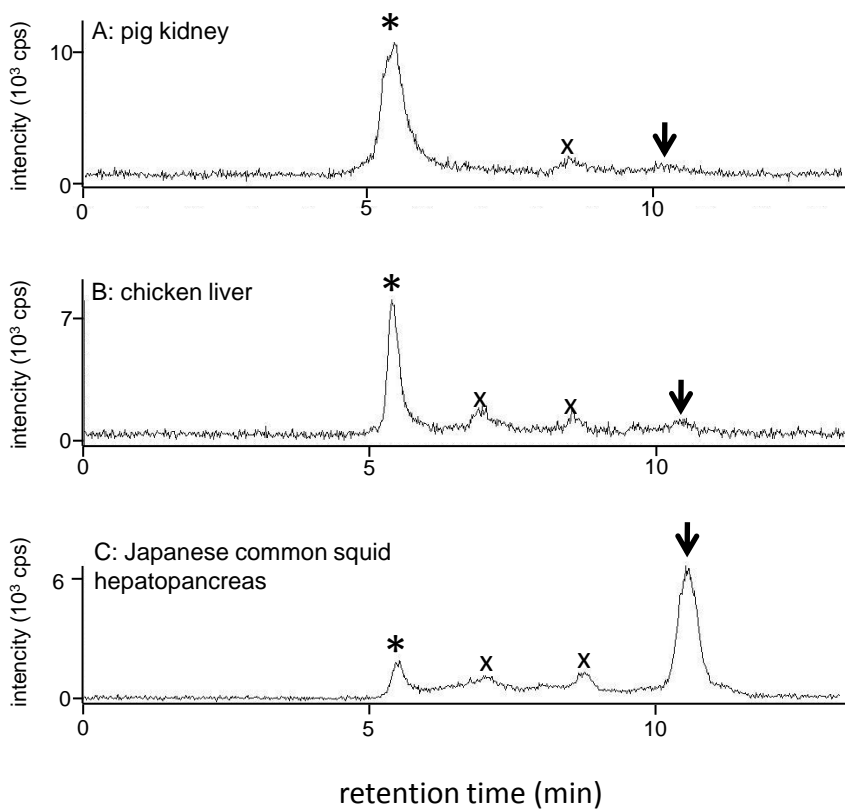 A: pig kidney
*
10
x
intencity (10³ cps)
0
0
5
10
B: chicken liver
*
7
x
x
intencity (10³ cps)
0
0
5
10
C: Japanese common squid
hepatopancreas
6
*
x
x
intencity (10³ cps)
0
0
5
10
retention time (min)